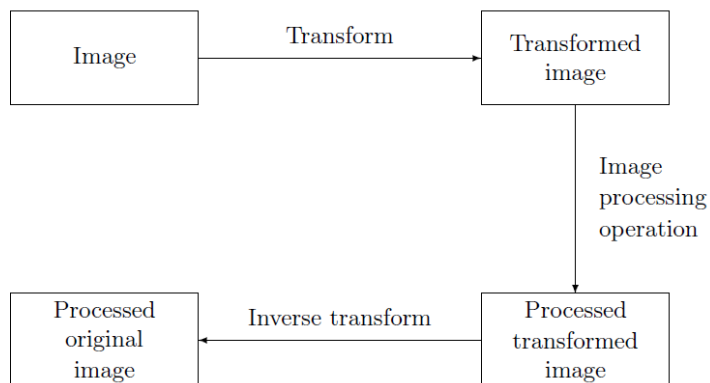 Image
Transform
Transformed
image
Image
processing
operation
Processed
transformed
image
Inverse transform
Processed
original
image